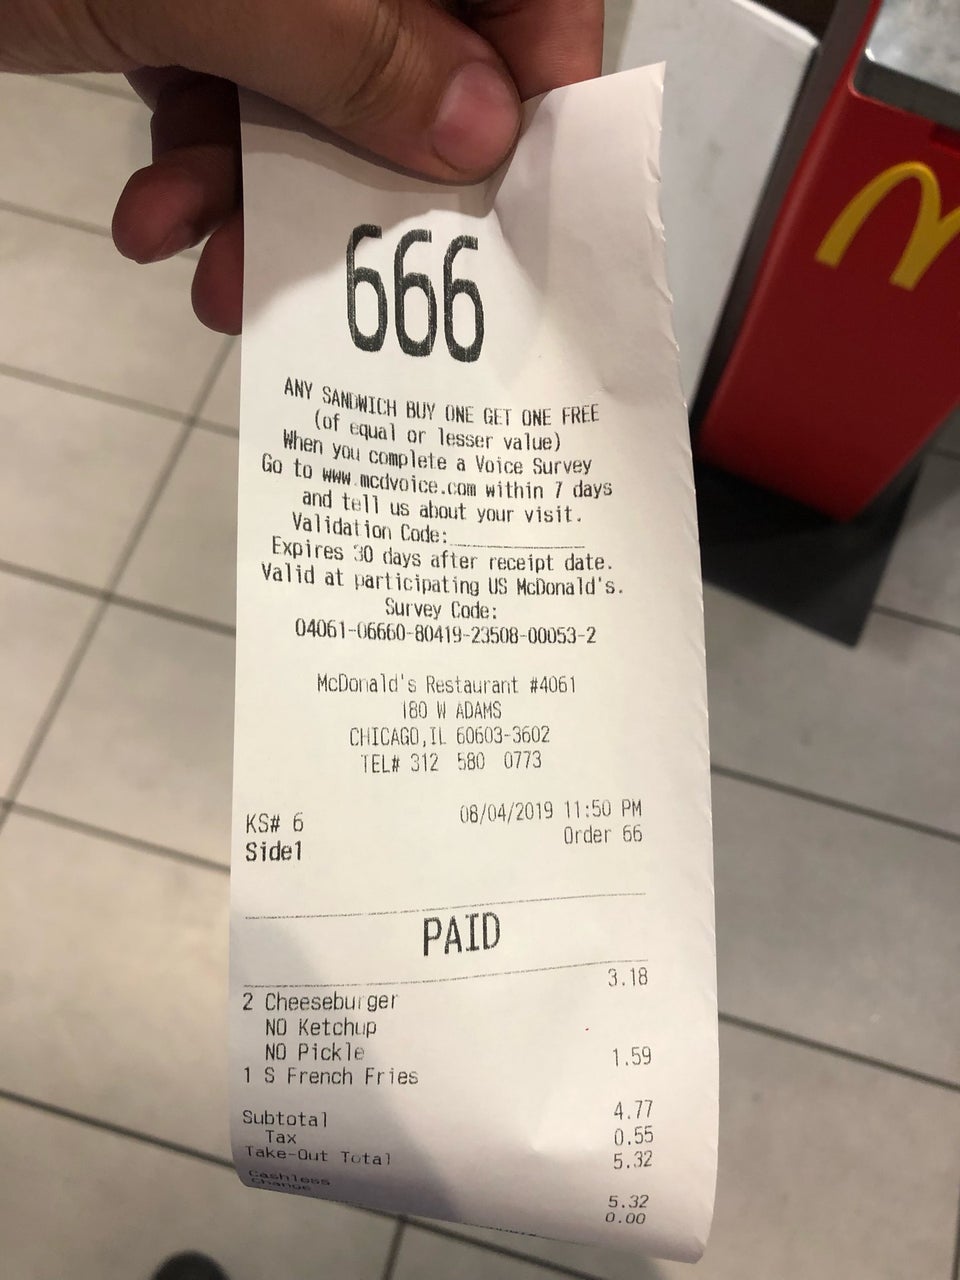 666
ANY SANDWICH BUY ONE GET ONE FREE
(of equal or lesser value)
When you complete a Voice Survey
Go to www.mcdvoice.com within 7 days
and tell us about your visit.
Validation Code:______________
Expires 30 days after receipt date.
Valid at participating US McDonald's.
Survey Code:
04061-06660-80419-23508-00053-2
McDonald's Restaurant #4061
180 W ADAMS
CHICAGO,IL 60603-3602
TEL# 312 580 0773
KS# 6 08/04/2019 11:50 PM
Side1 Order 66
PAID
2 Cheeseburger 3.18
NO Ketchup
NO Pickle
1 S French Fries 1.59
Subtotal 4.77
Tax 0.55
Take-Out Total 5.32
Cashless 5.32
Change 0.00